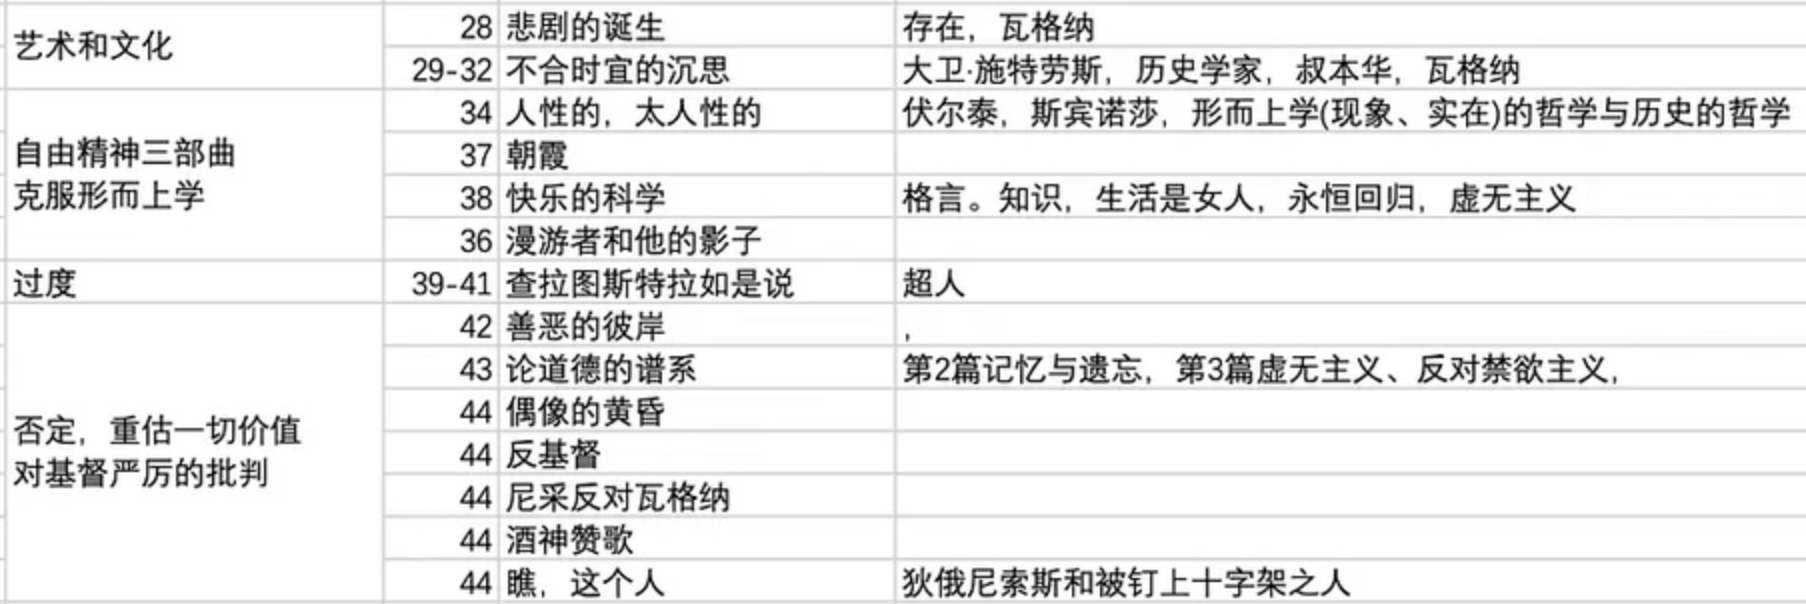 艺术和文化
28 悲剧的诞生 存在，瓦格纳
29-32 不合时宜的沉思 大卫·施特劳斯，历史学家，叔本华，瓦格纳
自由精神三部曲
克服形而上学
34 人性的，太人性的 伏尔泰，斯宾诺莎，形而上学(现象、实在)的哲学与历史的哲学
37 朝霞
38 快乐的科学 格言。知识，生活是女人，永恒回归，虚无主义
36 漫游者和他的影子
过度 39-41 查拉图斯特拉如是说 超人
否定，重估一切价值
对基督严厉的批判
42 善恶的彼岸 ，
43 论道德的谱系 第2篇记忆与遗忘，第3篇虚无主义、反对禁欲主义，
44 偶像的黄昏
44 反基督
44 尼采反对瓦格纳
44 酒神赞歌
44 瞧，这个人 狄俄尼索斯和被钉上十字架之人